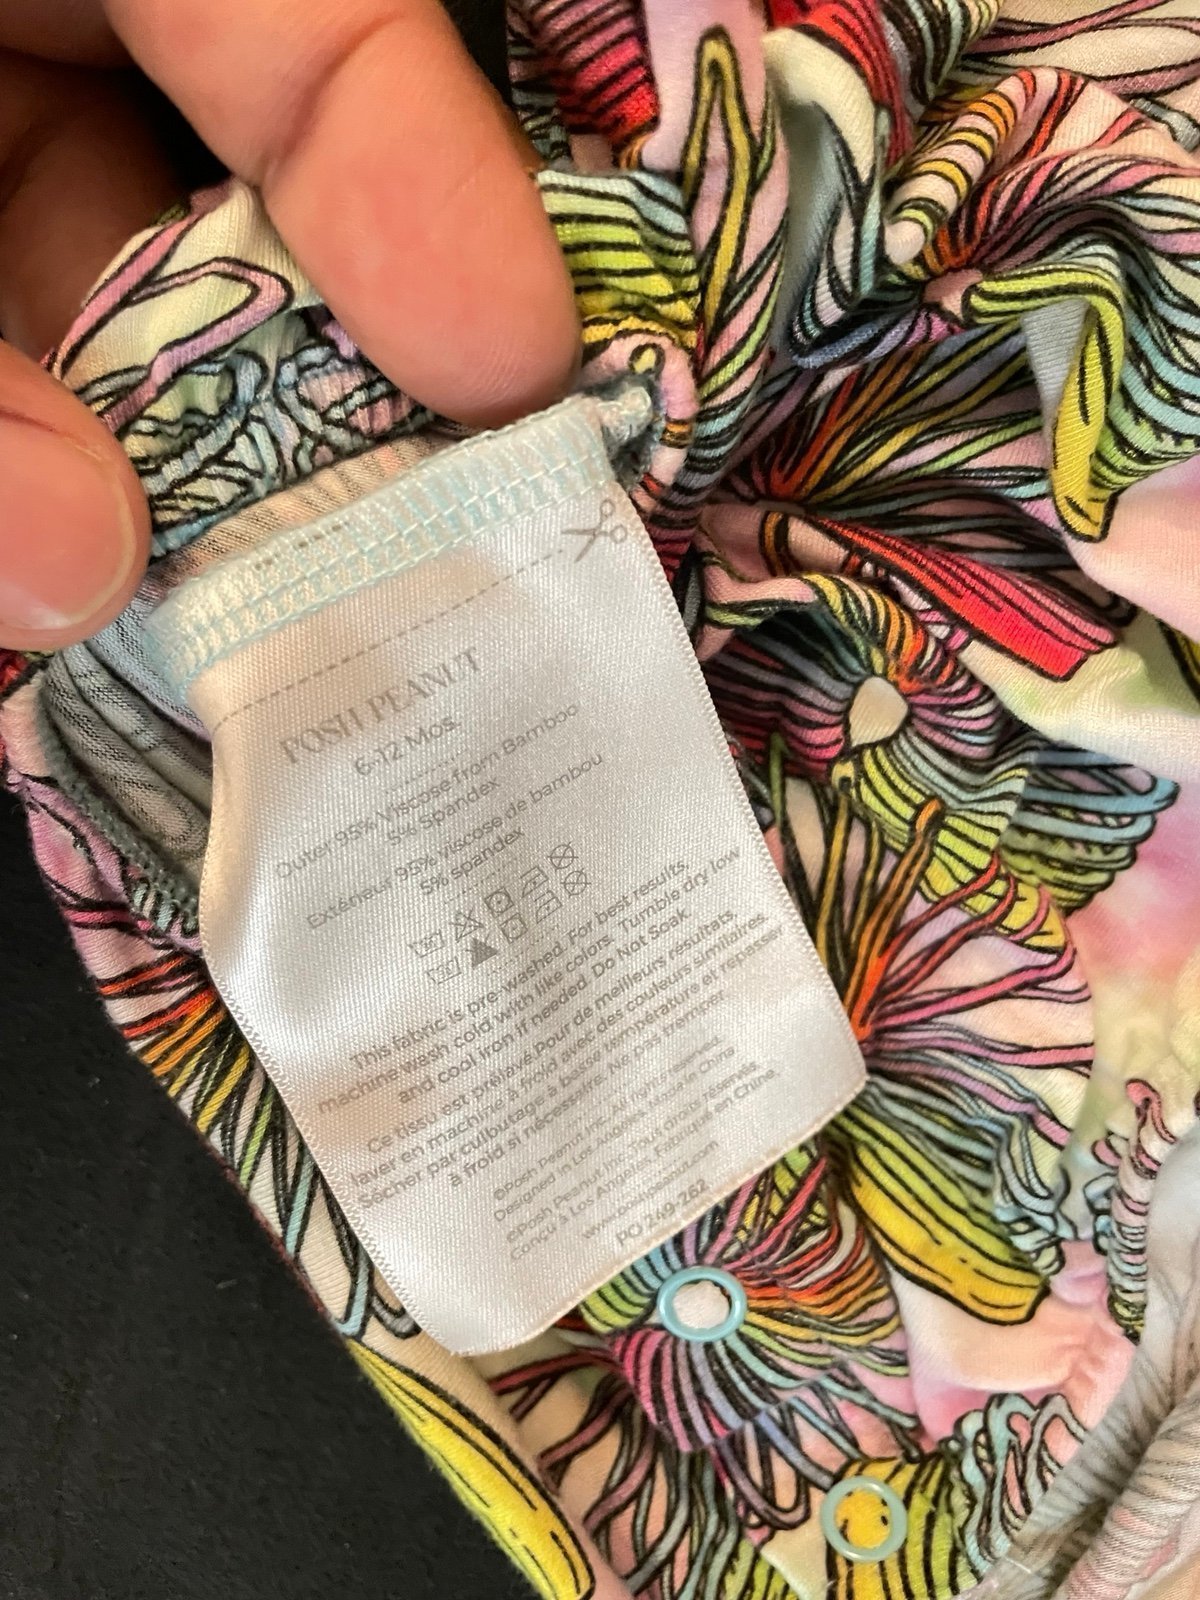 POSH PEANUT
6-12 Mos.
Outer 95% Viscose from Bamboo
5% Spandex
Extérieur 95% viscose de bambou
5% spandex
This fabric is pre-washed. For best results,
machine wash cold with like colors. Tumble dry low
and cool iron if needed. Do Not Soak
Ce tissu est prélavé.Pour de meilleurs résultats,
laver en machine à froid avec des couleurs similaires.
Sécher par culbutage à basse température et repasser
à froid si nécessaire. Ne pas tremper
©Posh Peanut Inc. All rights reserved.
Designed in Los Angeles. Made in China
©Posh Peanut Inc. Tout droits réservés.
Conçu à Los Angeles, Fabriqué en Chine.
www.poshpeanut.com
PO 249-262